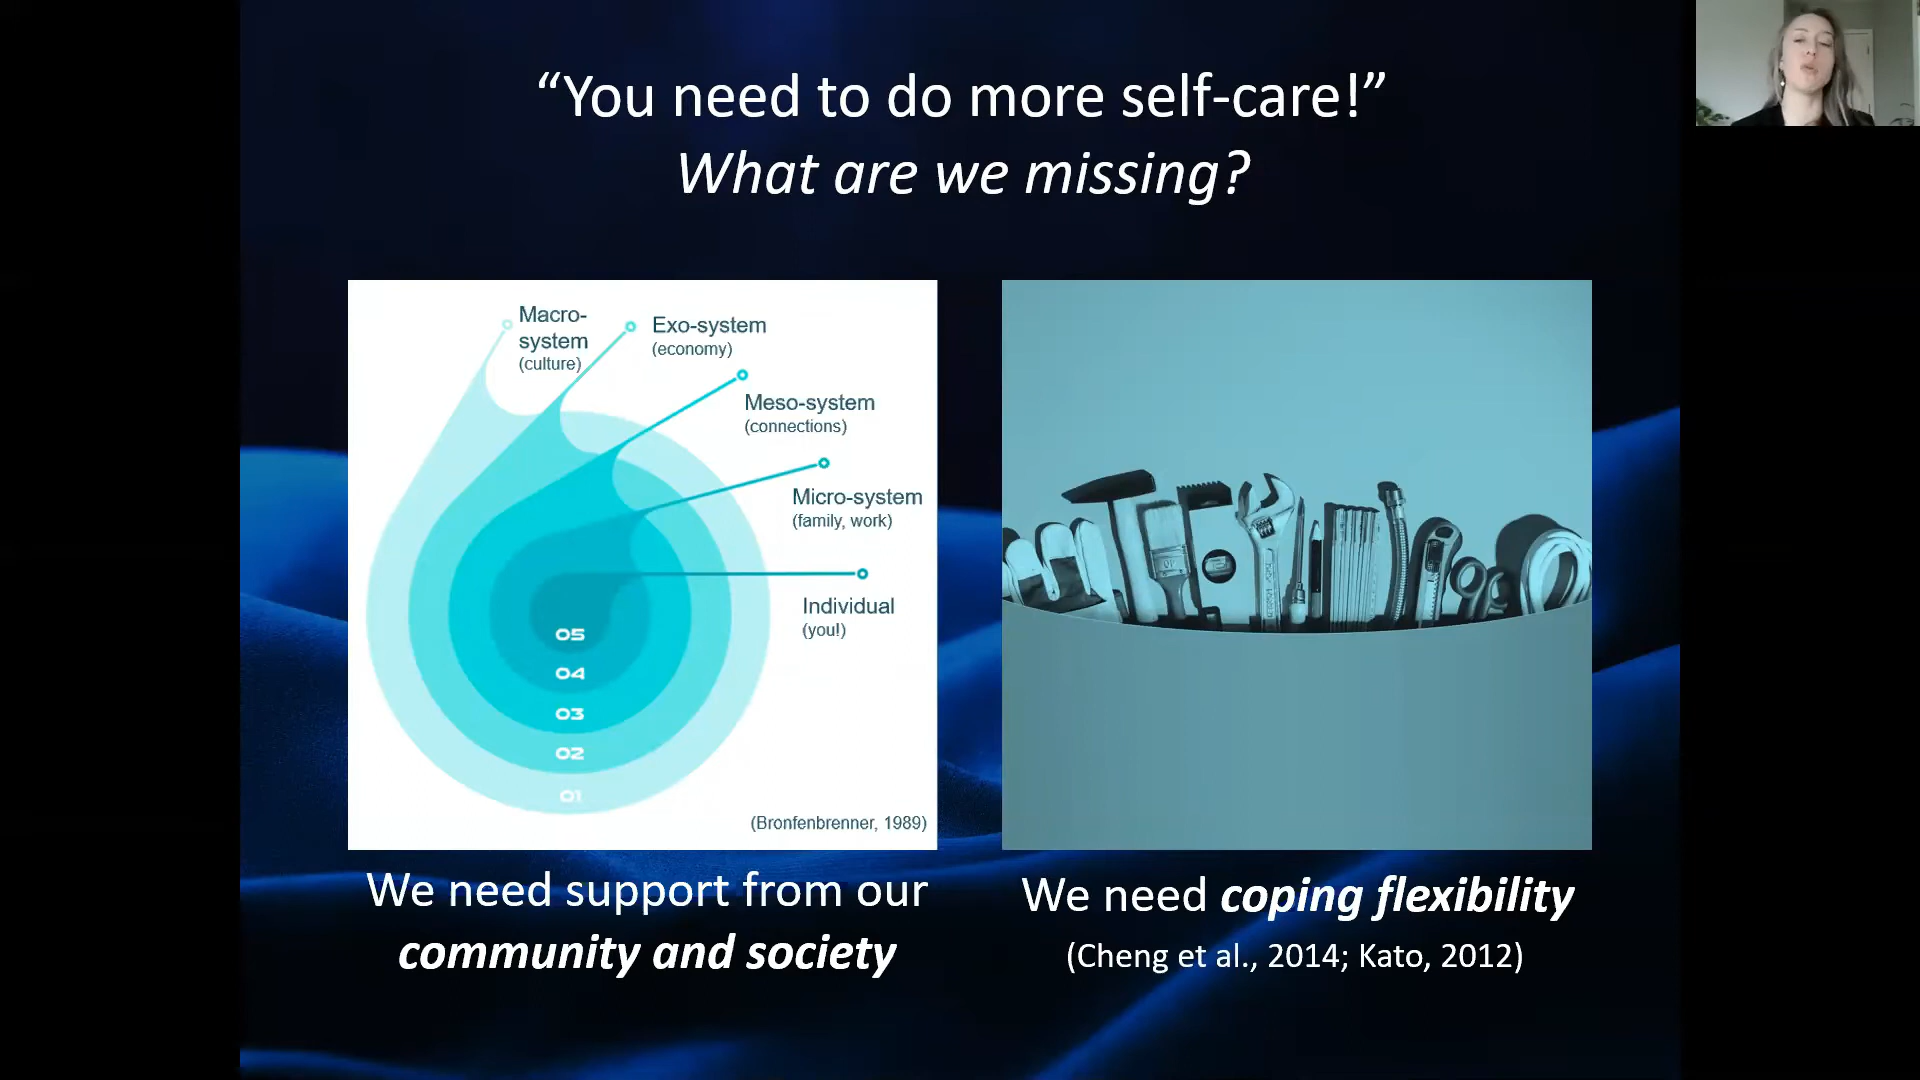 “You need to do more self-care!”
What are we missing?
Macro-
system
(culture)
Exo-system
(economy)
Meso-system
(connections)
Micro-system
(family, work)
Individual
(you!)
05
04
03
02
01
(Bronfenbrenner, 1989)
We need support from our
community and society
We need coping flexibility
(Cheng et al., 2014; Kato, 2012)